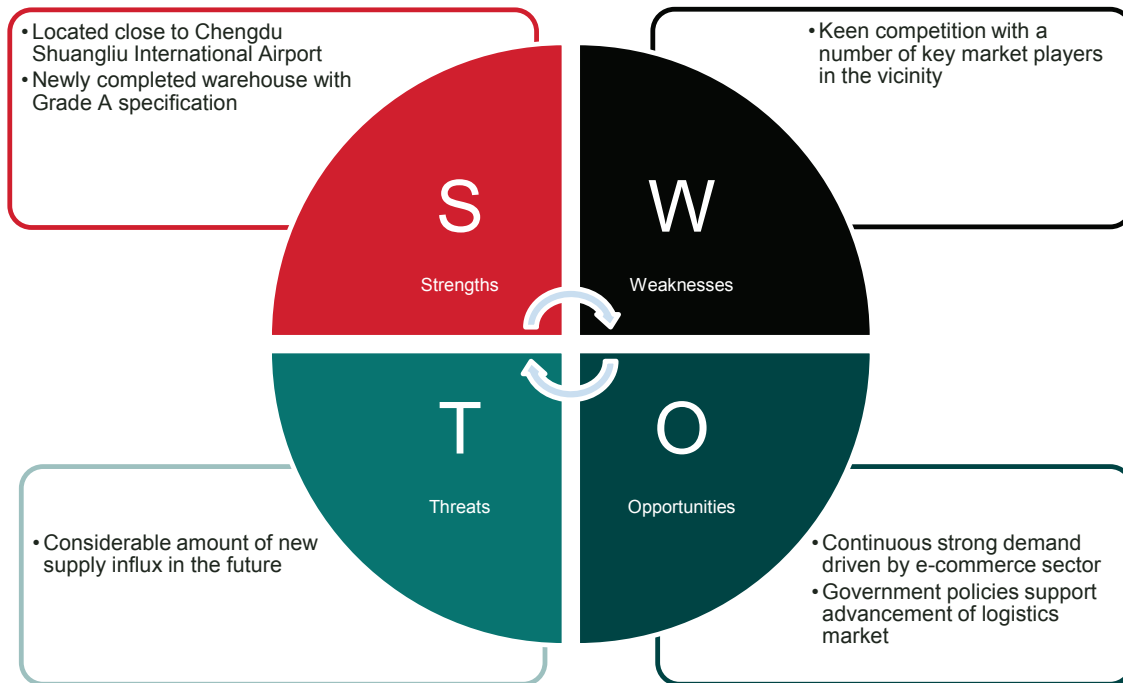 • Located close to Chengdu
Shuangliu International Airport
• Newly completed warehouse with
Grade A specification
• Keen competition with a
number of key market players
in the vicinity
S
Strengths
W
Weaknesses
T
Threats
O
Opportunities
• Considerable amount of new
supply influx in the future
• Continuous strong demand
driven by e-commerce sector
• Government policies support
advancement of logistics
market